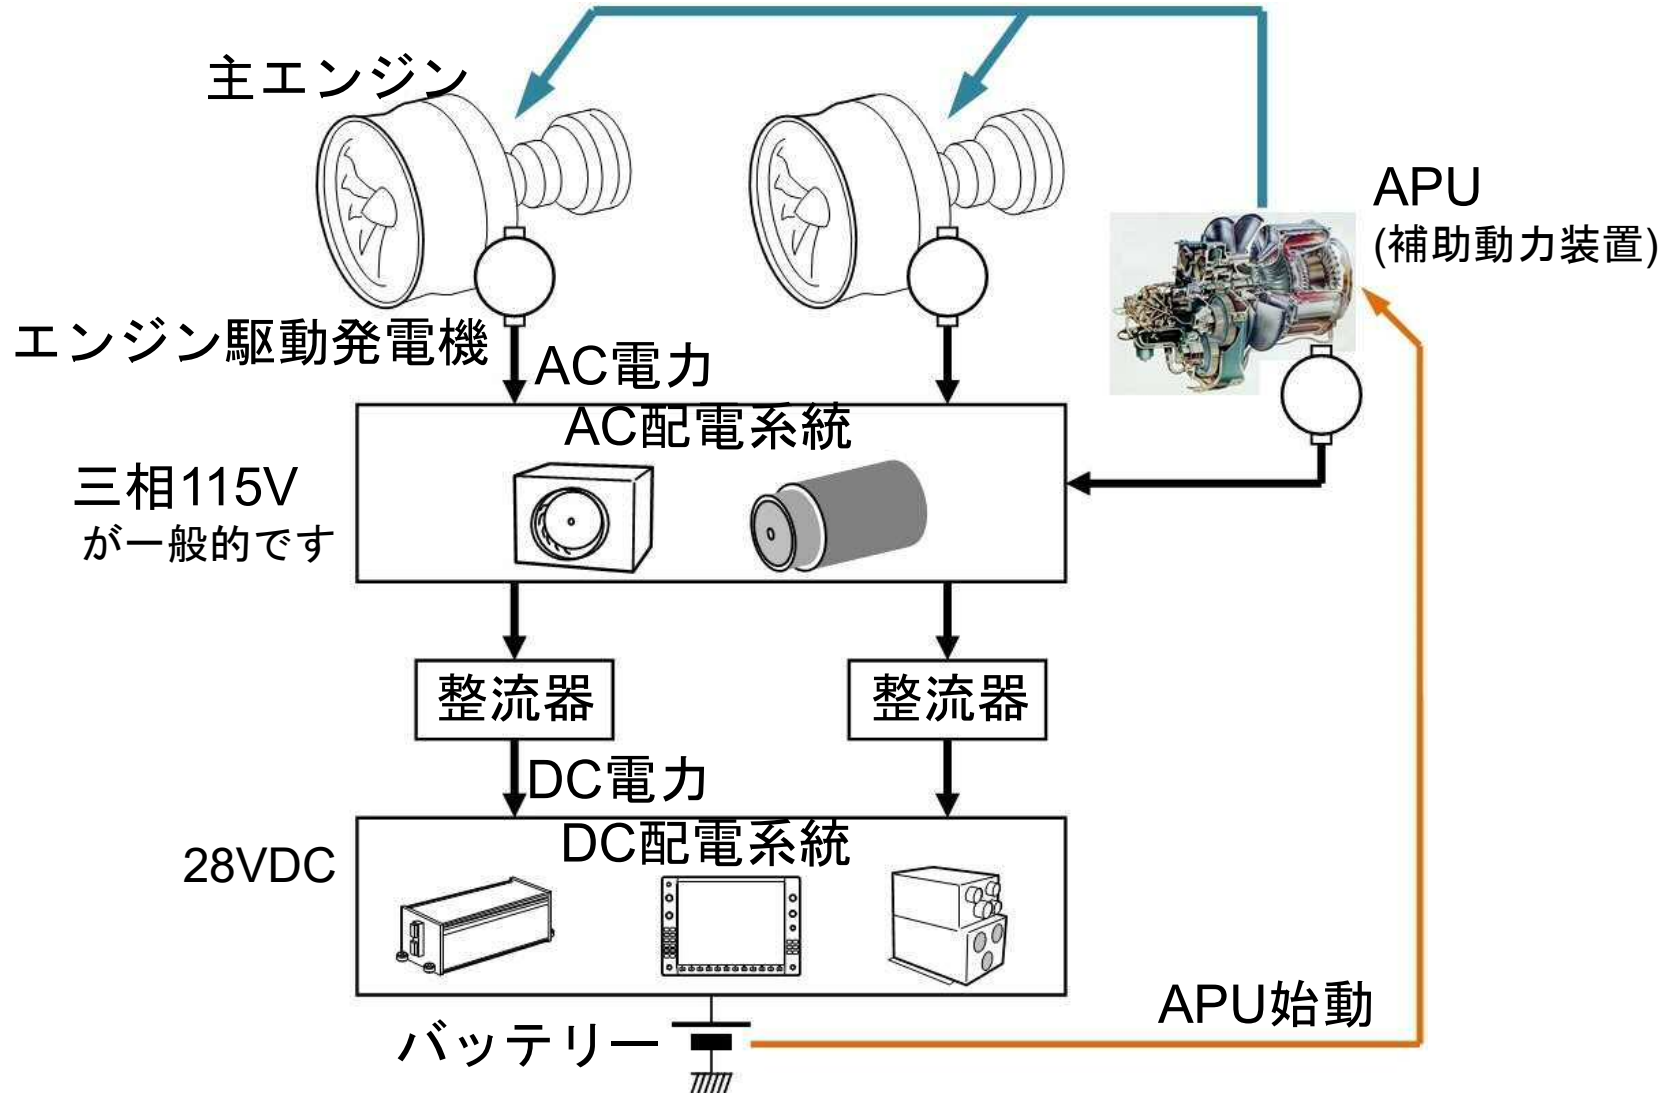 主エンジン
APU
(補助動力装置)
エンジン駆動発電機
AC電力
AC配電系統
三相115V
が一般的です
整流器
整流器
DC電力
DC配電系統
28VDC
APU始動
バッテリー